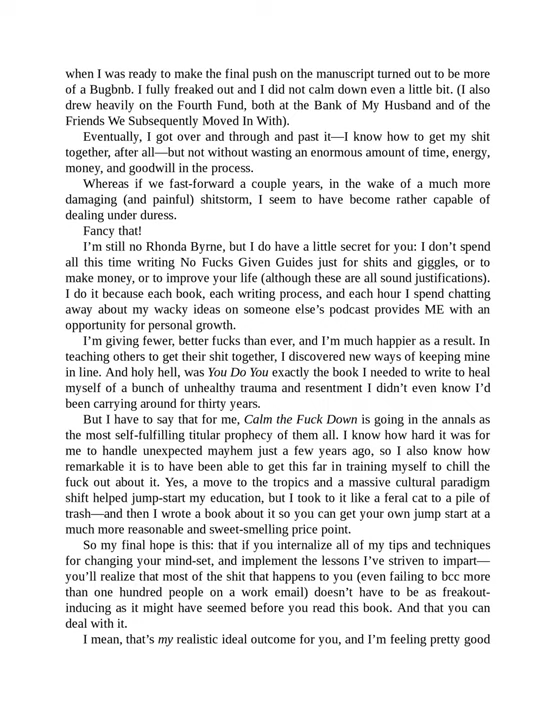 when I was ready to make the final push on the manuscript turned out to be more
of a Bugbnb. I fully freaked out and I did not calm down even a little bit. (I also
drew heavily on the Fourth Fund, both at the Bank of My Husband and of the
Friends We Subsequently Moved In With).
Eventually, I got over and through and past it—I know how to get my shit
together, after all—but not without wasting an enormous amount of time, energy,
money, and goodwill in the process.
Whereas if we fast-forward a couple years, in the wake of a much more
damaging (and painful) shitstorm, I seem to have become rather capable of
dealing under duress.
Fancy that!
I’m still no Rhonda Byrne, but I do have a little secret for you: I don’t spend
all this time writing No Fucks Given Guides just for shits and giggles, or to
make money, or to improve your life (although these are all sound justifications).
I do it because each book, each writing process, and each hour I spend chatting
away about my wacky ideas on someone else’s podcast provides ME with an
opportunity for personal growth.
I’m giving fewer, better fucks than ever, and I’m much happier as a result. In
teaching others to get their shit together, I discovered new ways of keeping mine
in line. And holy hell, was You Do You exactly the book I needed to write to heal
myself of a bunch of unhealthy trauma and resentment I didn’t even know I’d
been carrying around for thirty years.
But I have to say that for me, Calm the Fuck Down is going in the annals as
the most self-fulfilling titular prophecy of them all. I know how hard it was for
me to handle unexpected mayhem just a few years ago, so I also know how
remarkable it is to have been able to get this far in training myself to chill the
fuck out about it. Yes, a move to the tropics and a massive cultural paradigm
shift helped jump-start my education, but I took to it like a feral cat to a pile of
trash—and then I wrote a book about it so you can get your own jump start at a
much more reasonable and sweet-smelling price point.
So my final hope is this: that if you internalize all of my tips and techniques
for changing your mind-set, and implement the lessons I’ve striven to impart—
you’ll realize that most of the shit that happens to you (even failing to bcc more
than one hundred people on a work email) doesn’t have to be as freakout-
inducing as it might have seemed before you read this book. And that you can
deal with it.
I mean, that’s my realistic ideal outcome for you, and I’m feeling pretty good